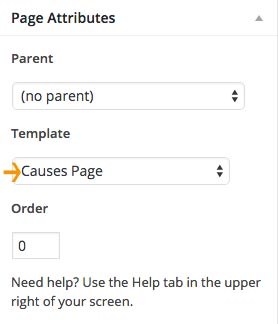 Page Attributes
Parent
(no parent)
Template
Causes Page
Order
0
Need help? Use the Help tab in the upper
right of your screen.